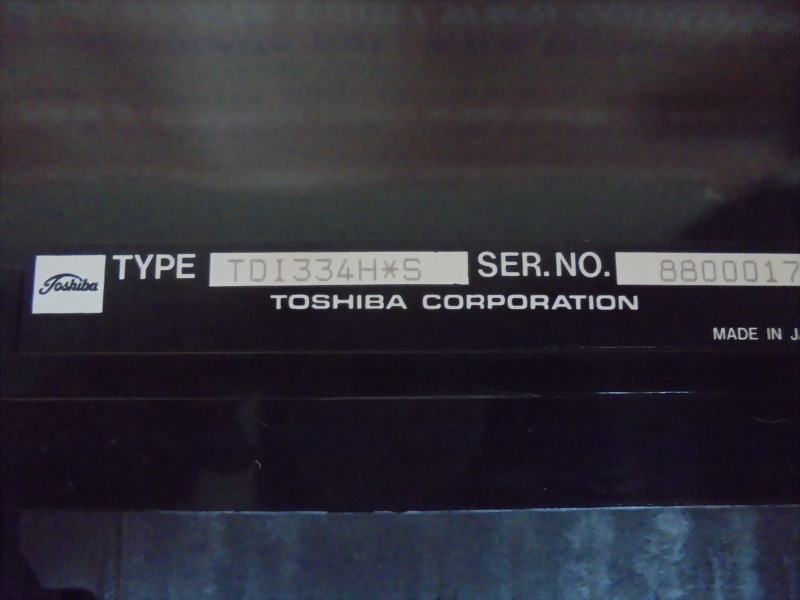 Toshiba TYPE TDI334H*S SER.NO. 8800017
TOSHIBA CORPORATION
MADE IN